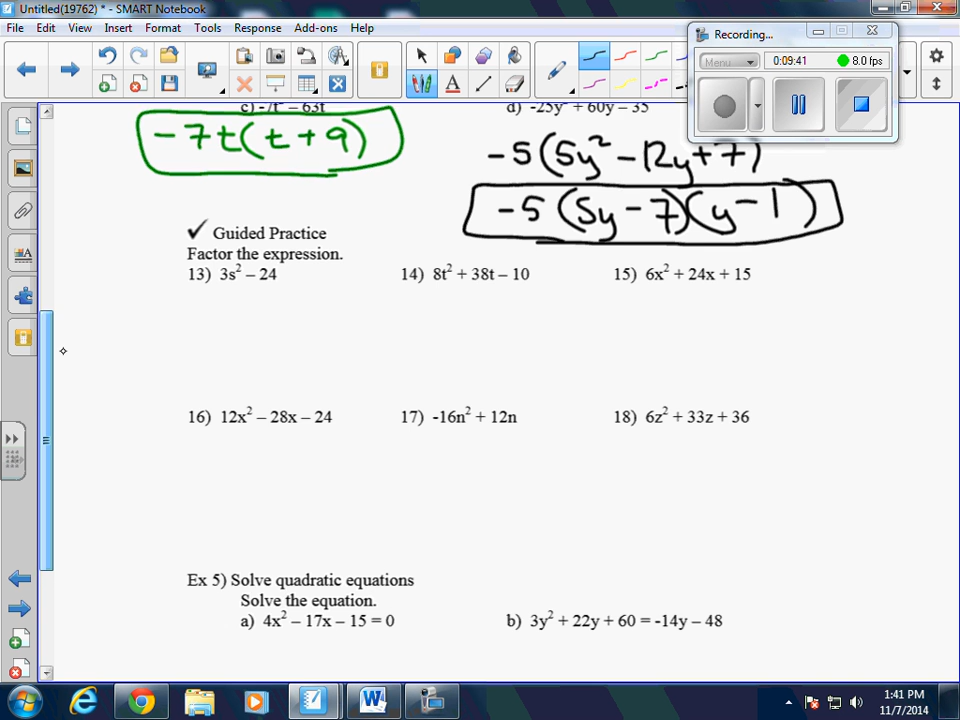 Untitled(19762) * - SMART Notebook
File Edit View Insert Format Tools Response Add-ons Help
Recording...
Menu 0:09:41 8.0 fps
c) -7t² – 63t d) -25y² + 60y – 35
-7t(t+9)
-5(5y²-12y+7)
-5(5y-7)(y-1)
✓ Guided Practice
Factor the expression.
13) 3s² – 24 14) 8t² + 38t – 10 15) 6x² + 24x + 15
16) 12x² – 28x – 24 17) -16n² + 12n 18) 6z² + 33z + 36
Ex 5) Solve quadratic equations
Solve the equation.
a) 4x² – 17x – 15 = 0 b) 3y² + 22y + 60 = -14y – 48
1:41 PM
11/7/2014